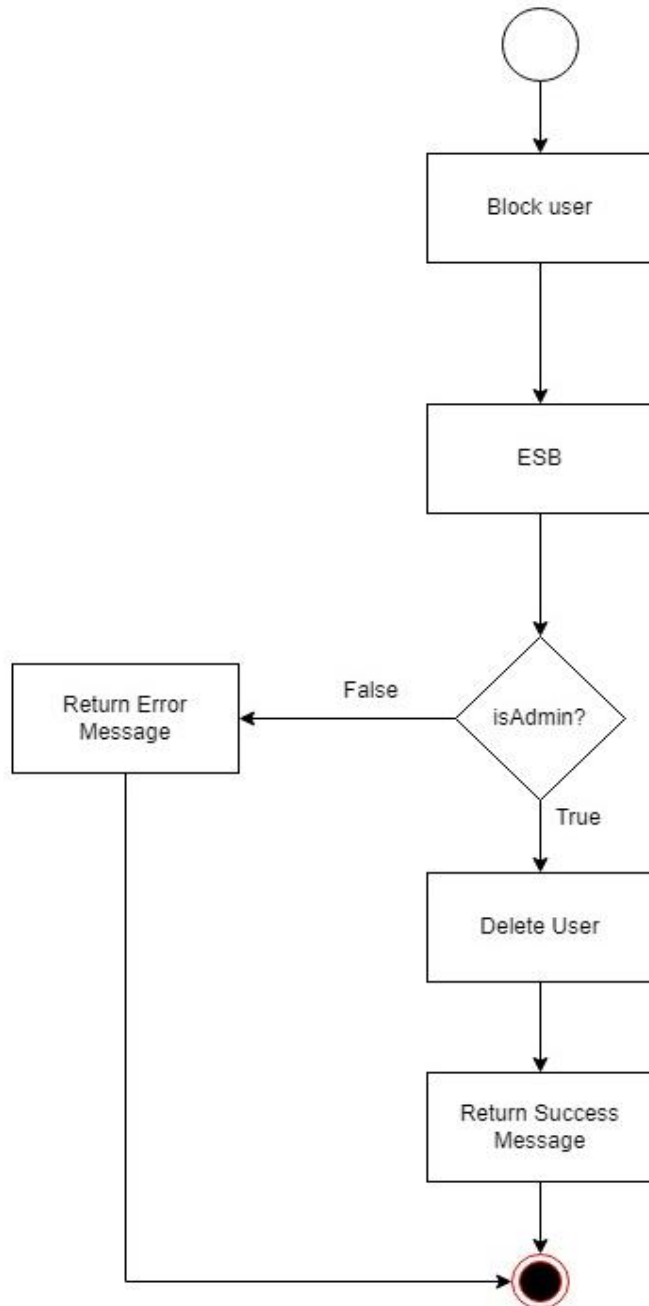 Block user
ESB
False
isAdmin?
Return Error
Message
True
Delete User
Return Success
Message